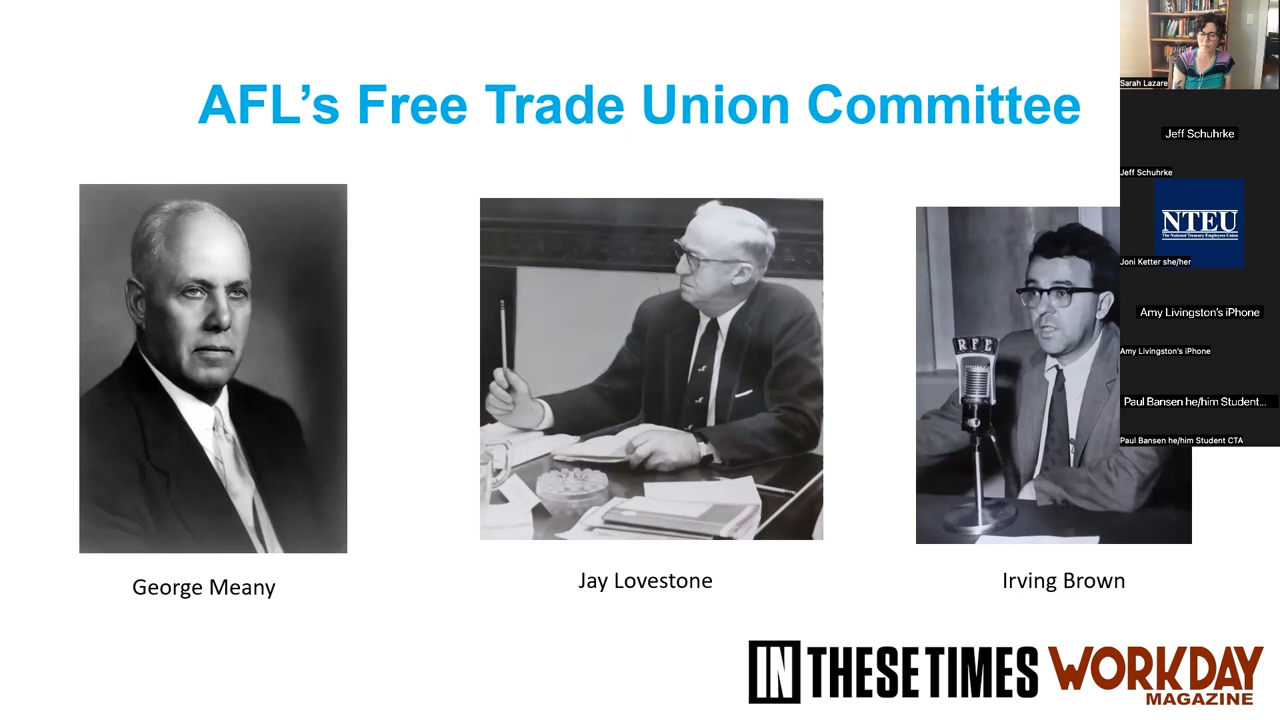 AFL's Free Trade Union Committee
George Meany
Jay Lovestone
RFE
Irving Brown
IN THESE TIMES
WORKDAY
MAGAZINE
Sarah Lazare
Jeff Schuhrke
Jeff Schuhrke
NTEU
The National Treasury Employees Union
Joni Ketter she/her
Amy Livingston's iPhone
Amy Livingston's iPhone
Paul Bansen he/him Student...
Paul Bansen he/him Student CTA